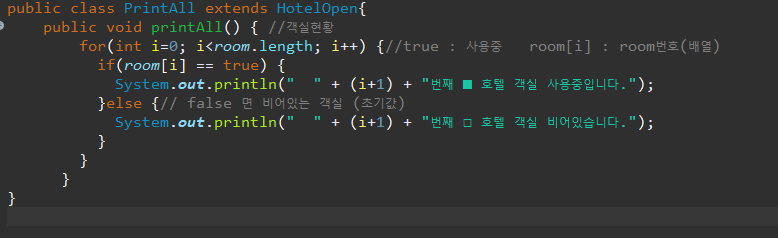 public class PrintAll extends HotelOpen{
    public void printAll() { //객실현황
        for(int i=0; i<room.length; i++) {//true : 사용중   room[i] : room번호(배열)
          if(room[i] == true) {
            System.out.println("  " + (i+1) + "번째 ■ 호텔 객실 사용중입니다.");
          }else {// false 면 비어있는 객실 (초기값)
            System.out.println("  " + (i+1) + "번째 □ 호텔 객실 비어있습니다.");
          }
        }
      }
}